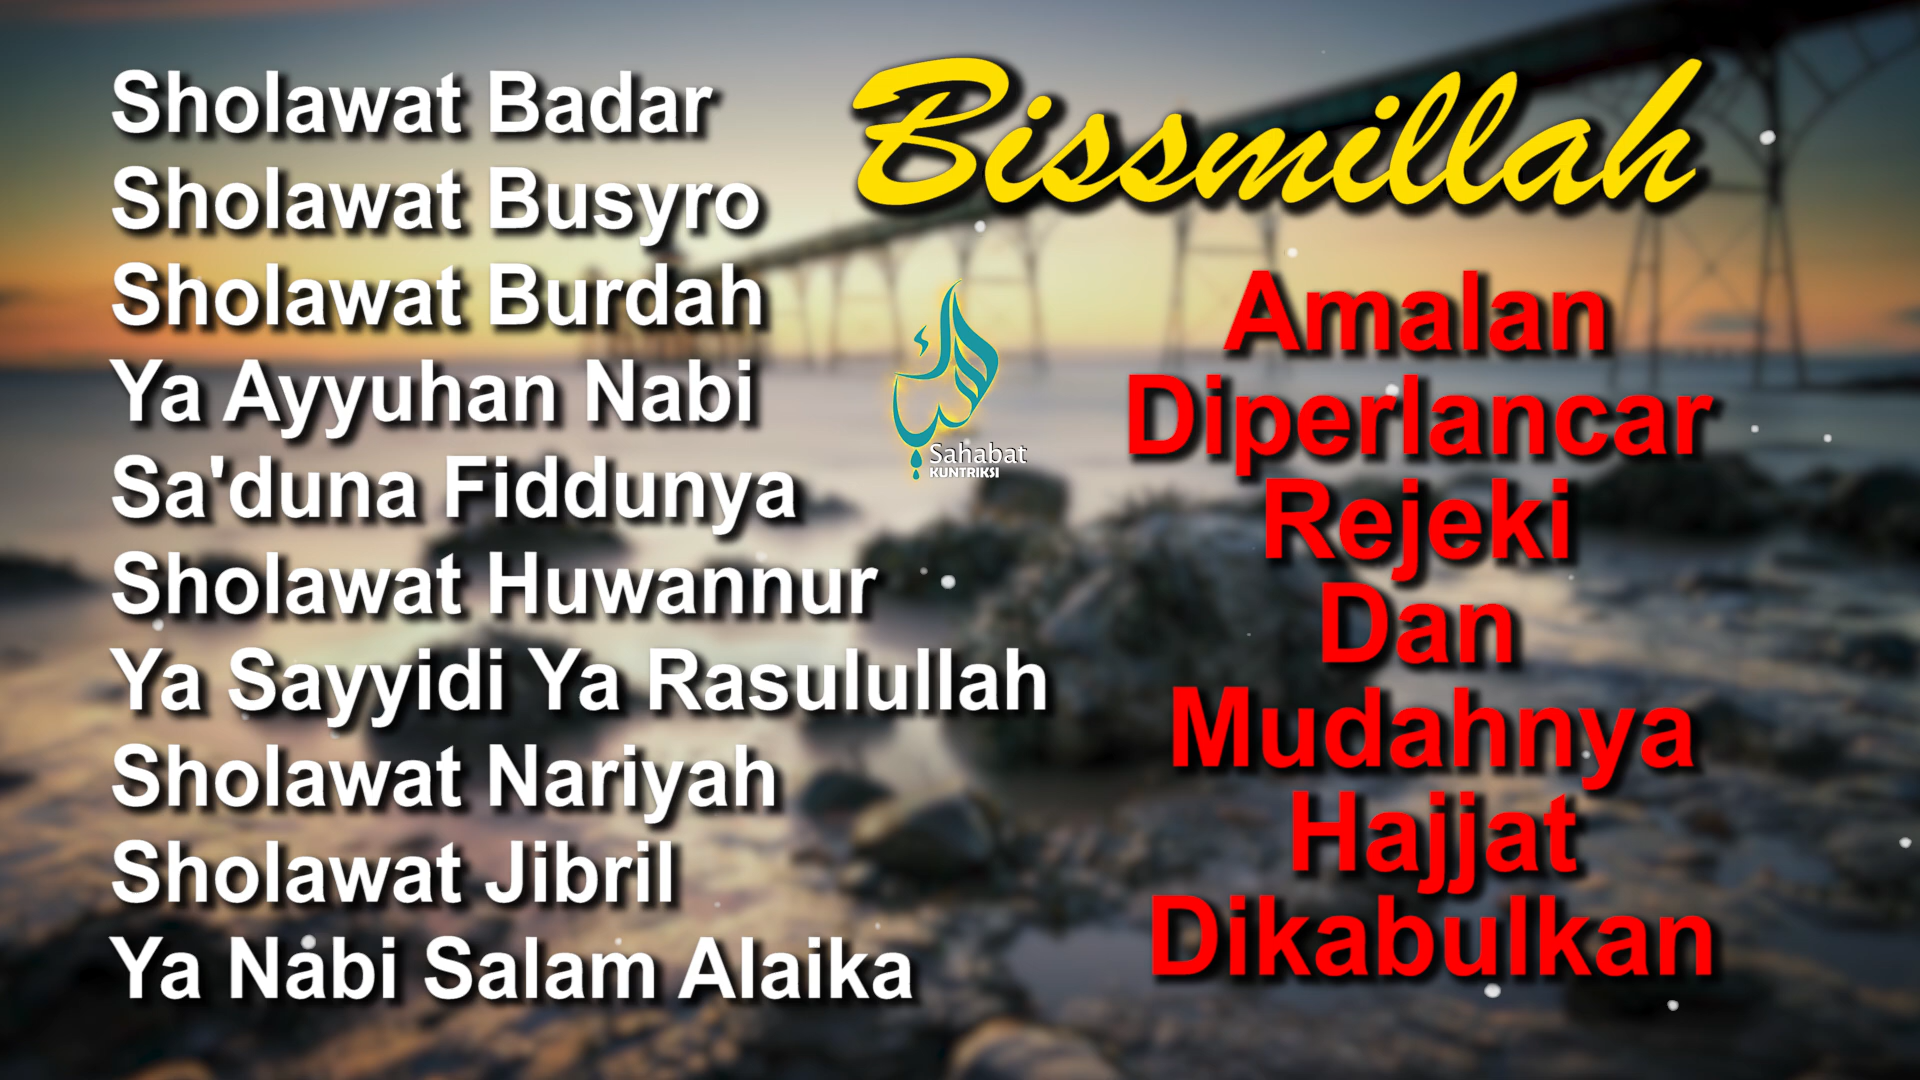 Sholawat Badar
Sholawat Busyro
Sholawat Burdah
Ya Ayyuhan Nabi
Sa'duna Fiddunya
Sholawat Huwannur
Ya Sayyidi Ya Rasulullah
Sholawat Nariyah
Sholawat Jibril
Ya Nabi Salam Alaika
Bissmillah
Sahabat
KUNTRIKSI
Amalan
Diperlancar
Rejeki
Dan
Mudahnya
Hajjat
Dikabulkan